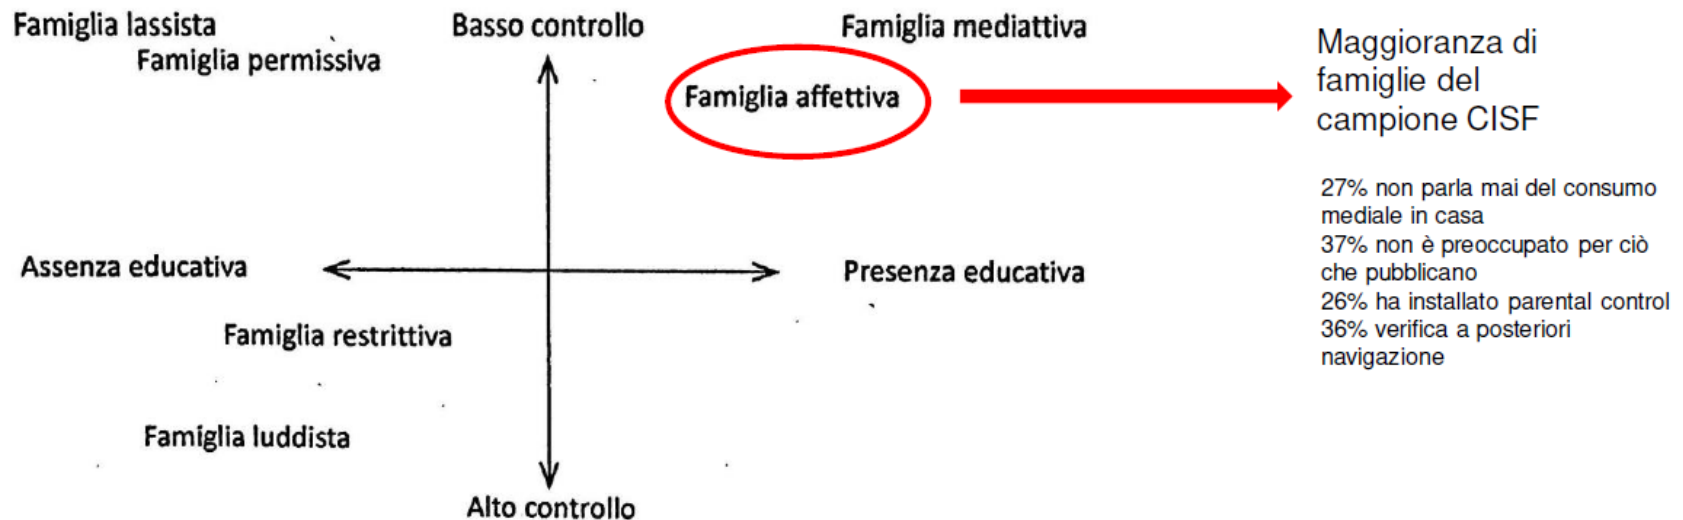 Famiglia lassista
Famiglia permissiva
Basso controllo
Famiglia mediattiva
Famiglia affettiva
Maggioranza di
famiglie del
campione CISF
27% non parla mai del consumo
mediale in casa
37% non è preoccupato per ciò
che pubblicano
26% ha installato parental control
36% verifica a posteriori
navigazione
Assenza educativa
Presenza educativa
Famiglia restrittiva
Famiglia luddista
Alto controllo